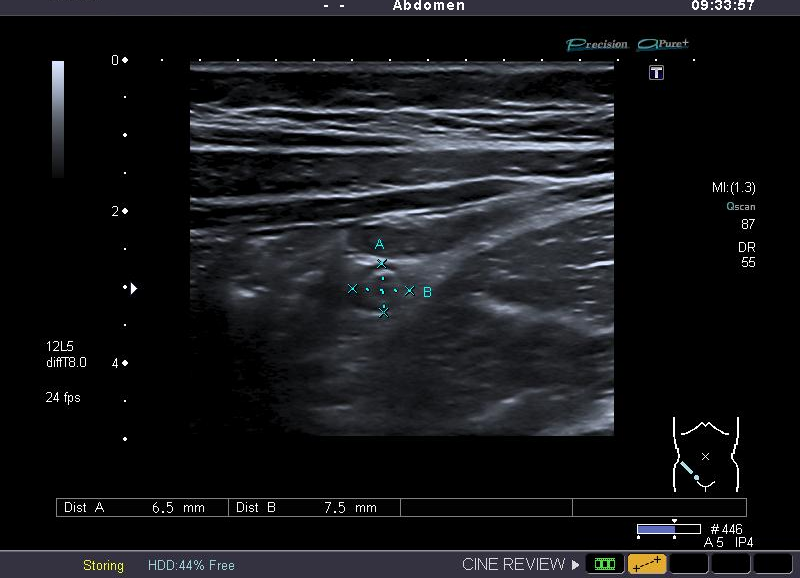 - - Abdomen 09:33:57
Precision APure+
T
0
2
4
MI:(1.3)
Qscan
87
DR
55
A
B
12L5
diffT8.0
24 fps
Dist A 6.5 mm Dist B 7.5 mm
#446
A 5 IP4
Storing HDD:44% Free CINE REVIEW